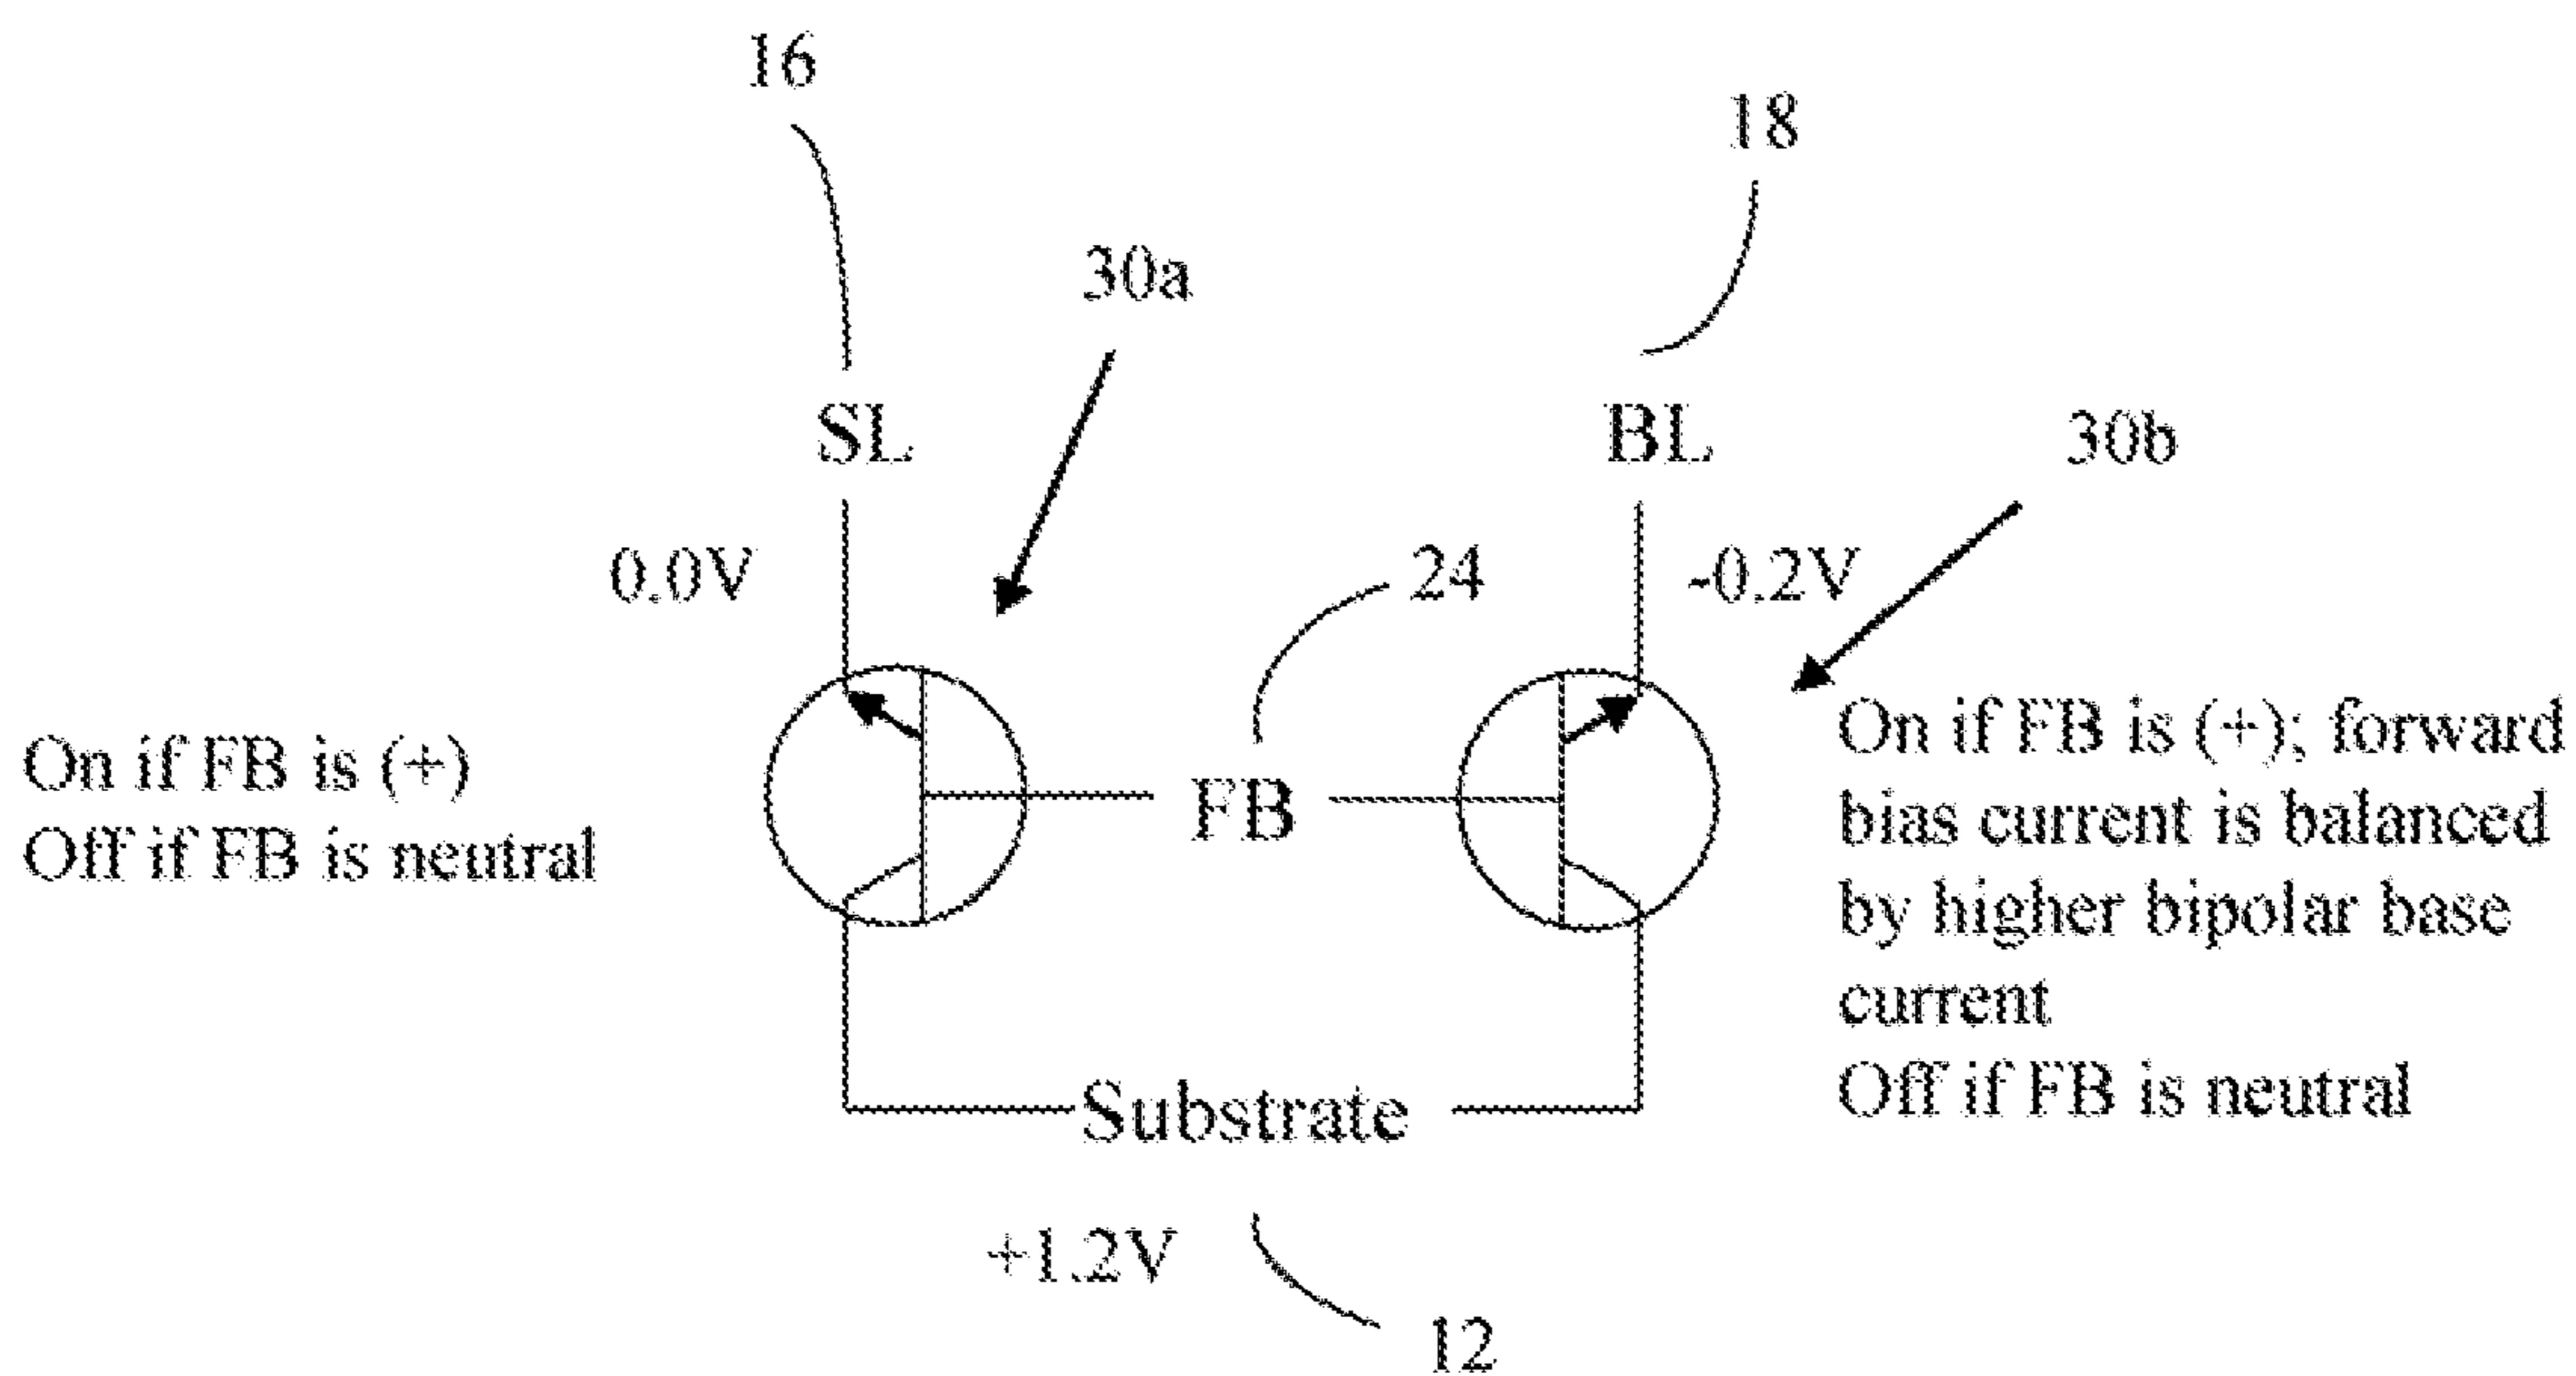 16
18
30a
SL
BL
30b
0.0V
24
-0.2V
On if FB is (+)
Off if FB is neutral
FB
On if FB is (+); forward
bias current is balanced
by higher bipolar base
current
Off if FB is neutral
Substrate
+1.2V
12